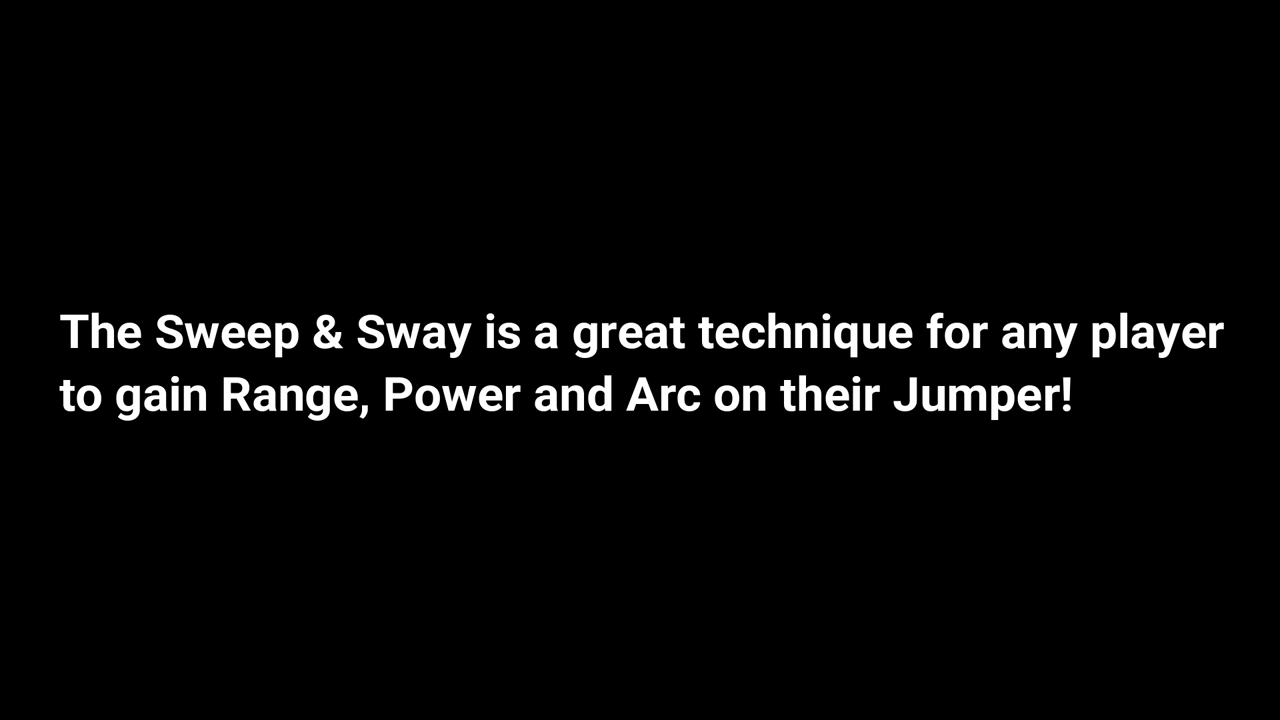 The Sweep & Sway is a great technique for any player
to gain Range, Power and Arc on their Jumper!